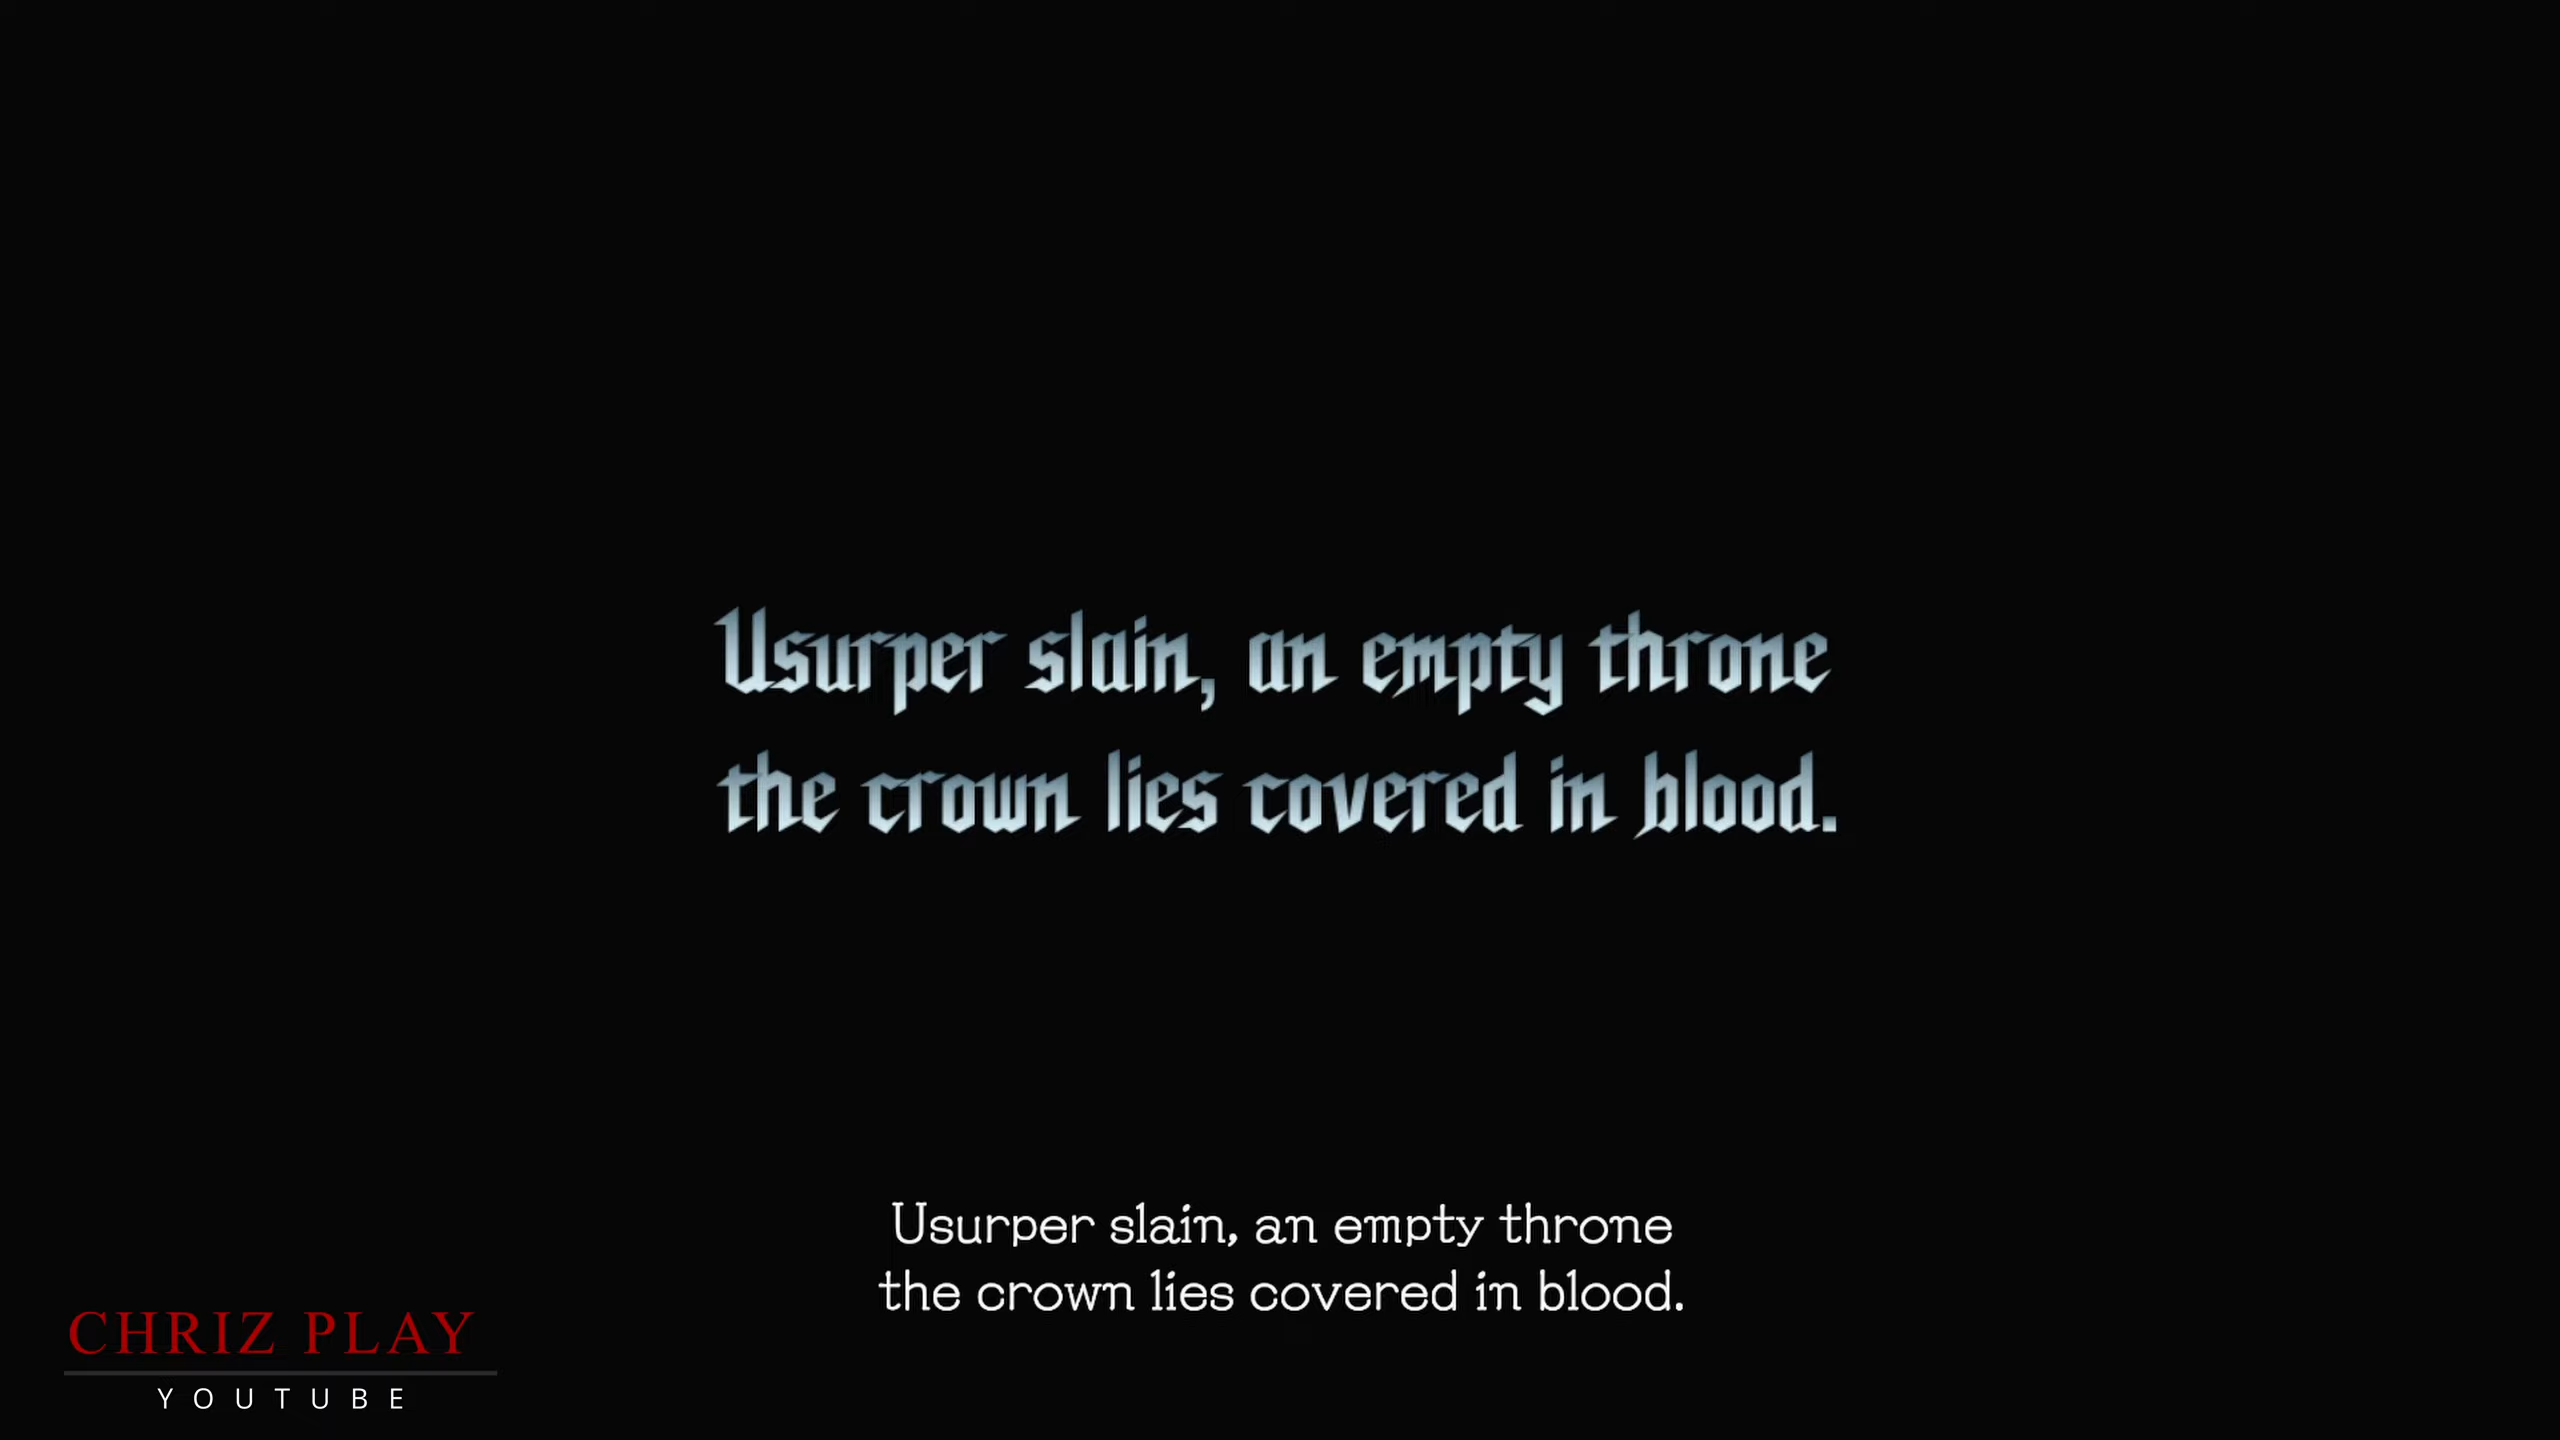 Usurper slain, an empty throne
the crown lies covered in blood.
Usurper slain, an empty throne
the crown lies covered in blood.
CHRIZ PLAY
YOUTUBE